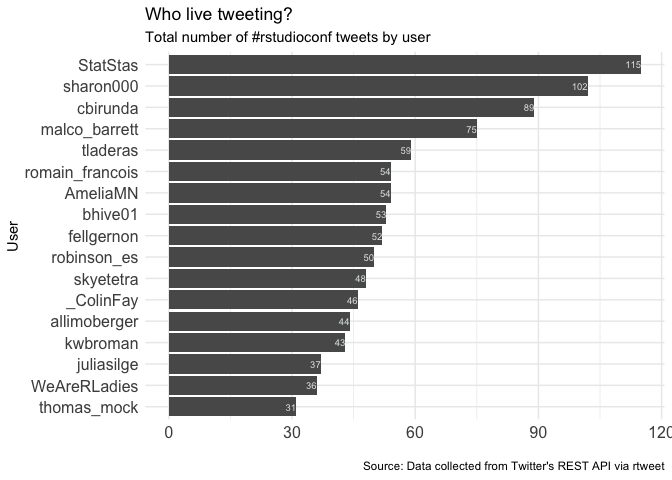 Who live tweeting?
Total number of #rstudioconf tweets by user
User
StatStas 115
sharon000 102
cbirunda 89
malco_barrett 75
tladeras 59
romain_francois 54
AmeliaMN 54
bhive01 53
fellgernon 52
robinson_es 50
skyetetra 48
_ColinFay 46
allimoberger 44
kwbroman 43
juliasilge 37
WeAreRLadies 36
thomas_mock 31
0 30 60 90 120
Source: Data collected from Twitter's REST API via rtweet